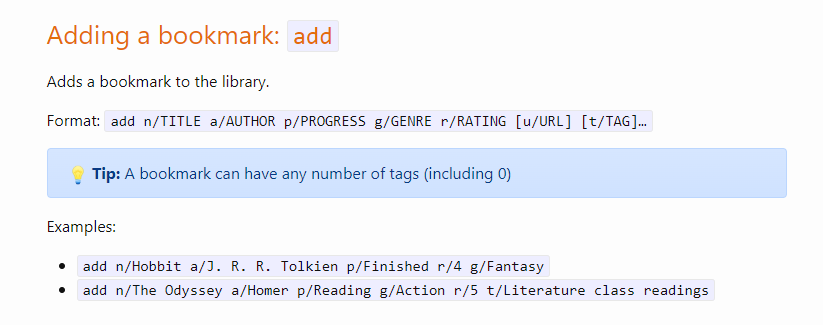 Adding a bookmark: add
Adds a bookmark to the library.
Format: add n/TITLE a/AUTHOR p/PROGRESS g/GENRE r/RATING [u/URL] [t/TAG]…
💡 Tip: A bookmark can have any number of tags (including 0)
Examples:
• add n/Hobbit a/J. R. R. Tolkien p/Finished r/4 g/Fantasy
• add n/The Odyssey a/Homer p/Reading g/Action r/5 t/Literature class readings